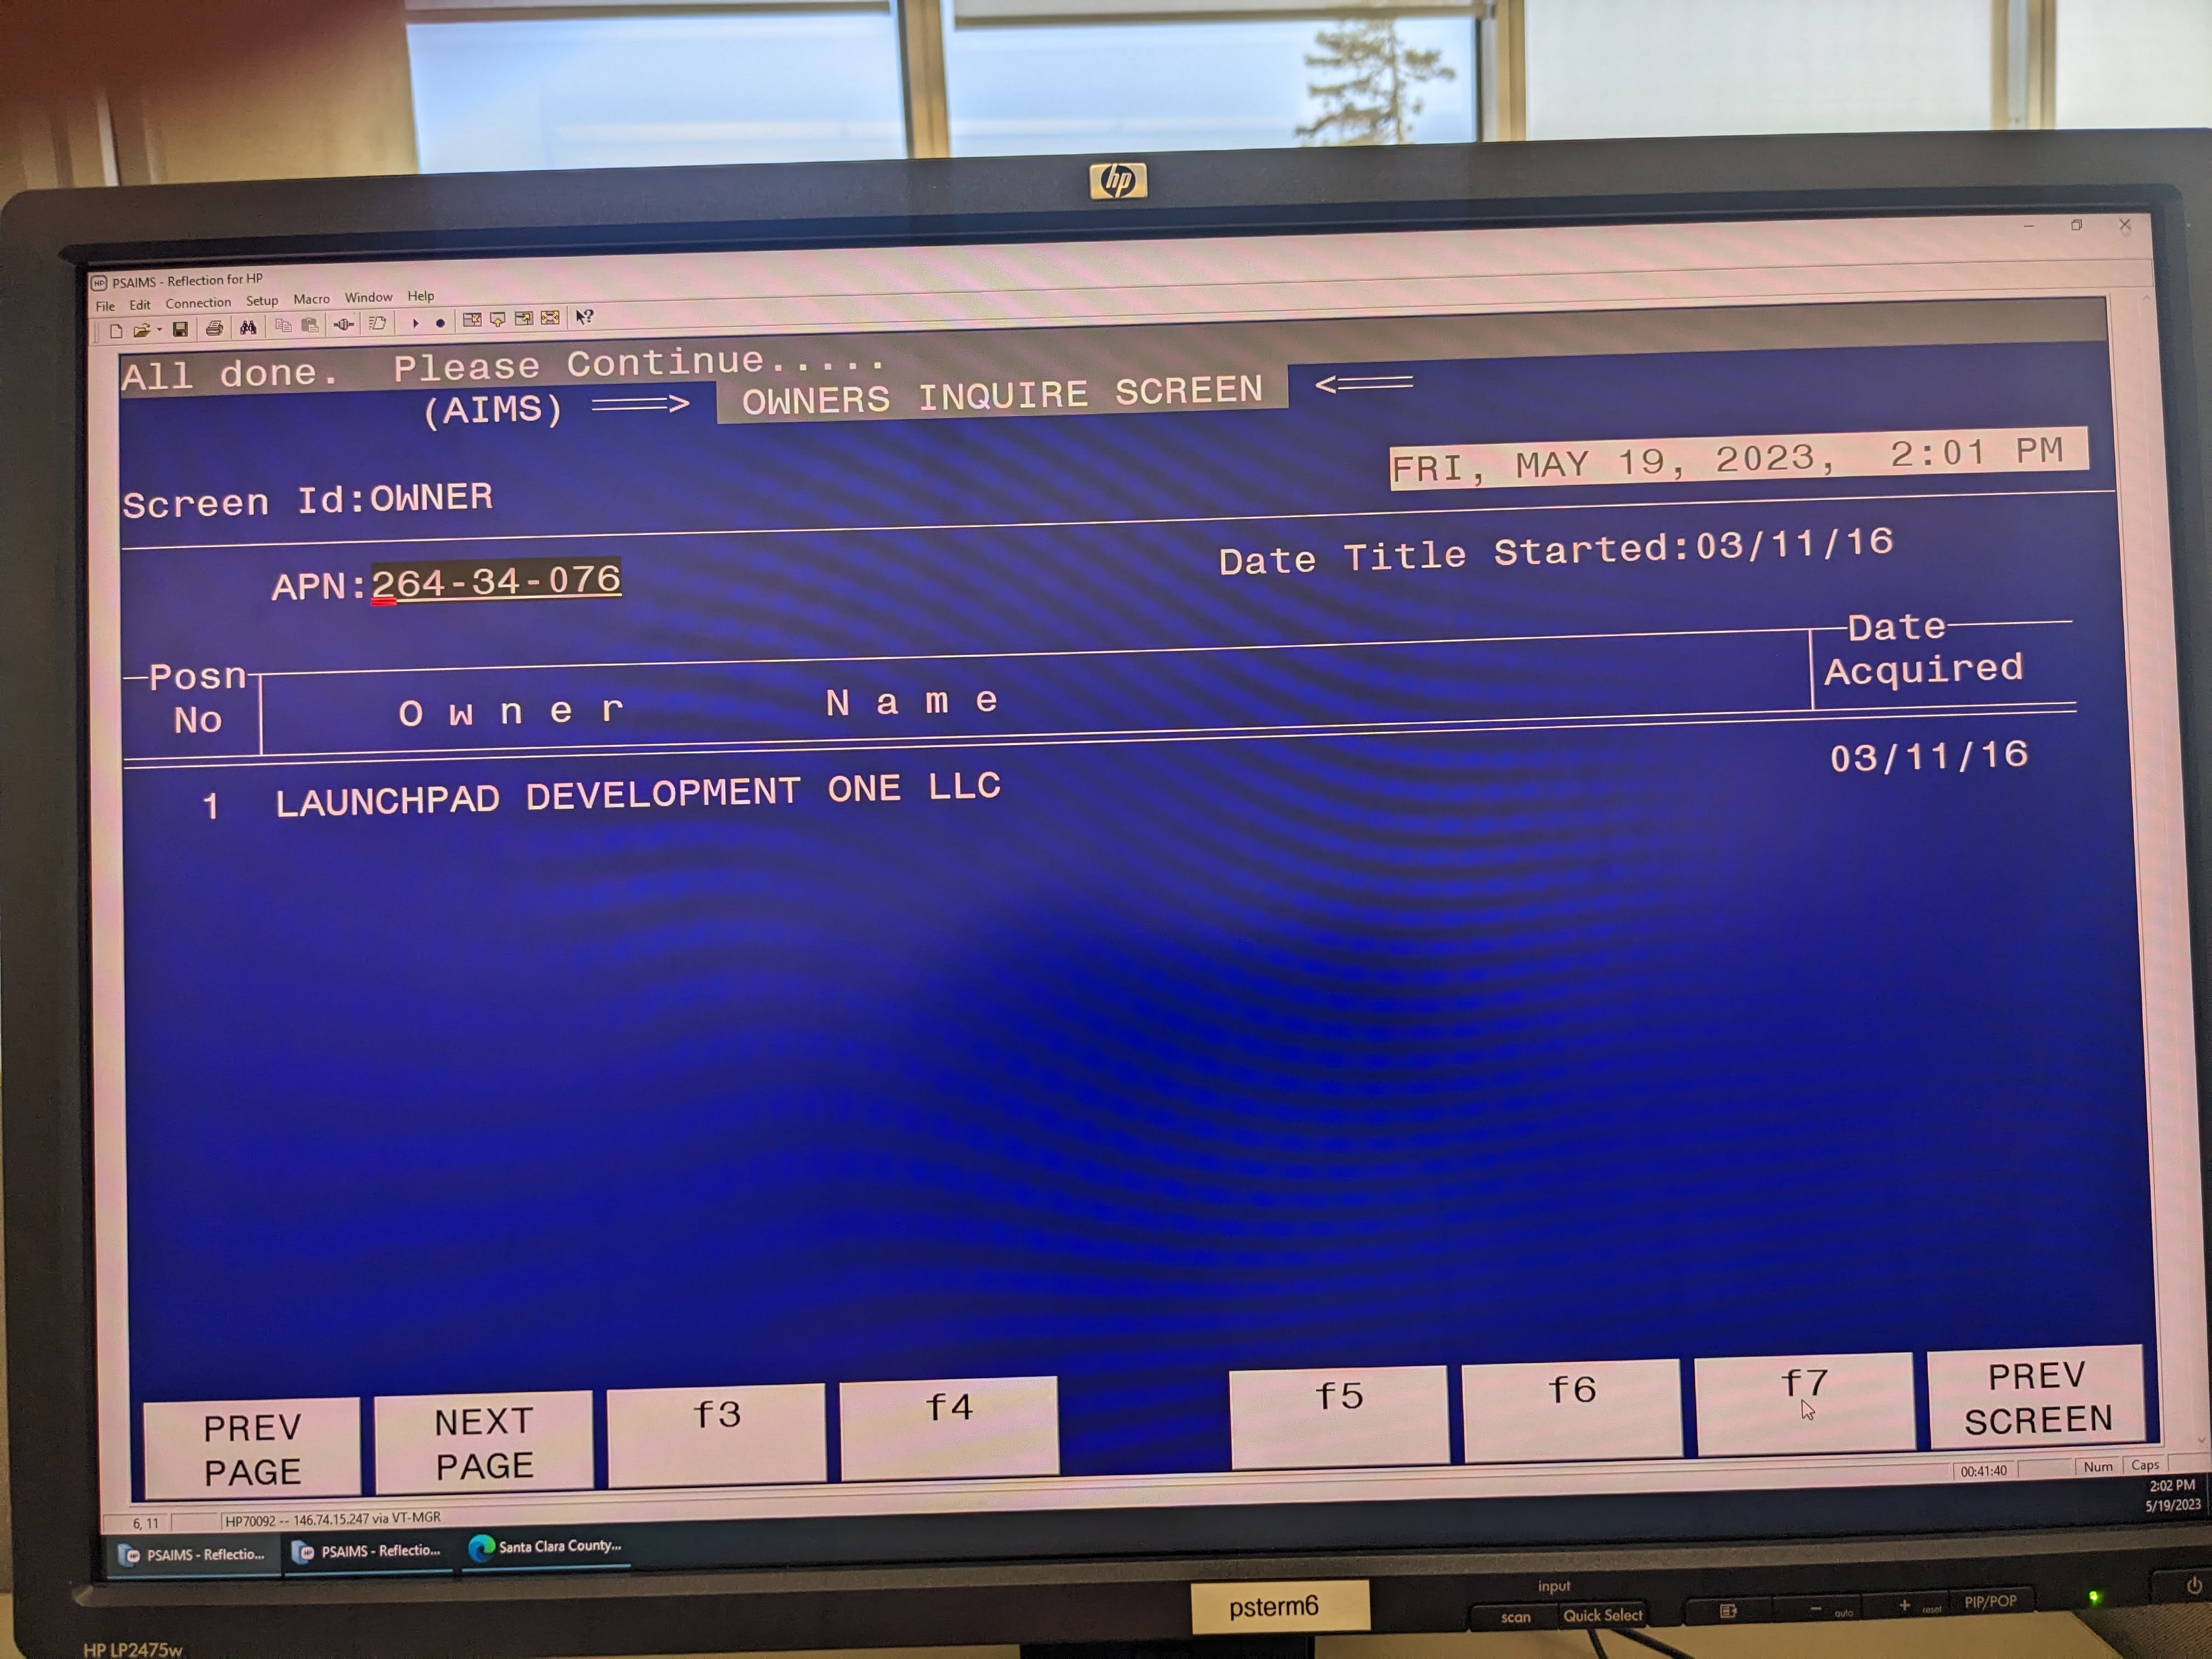 hp
PSAIMS - Reflection for HP
File Edit Connection Setup Macro Window Help
All done. Please Continue.....
(AIMS) ===> OWNERS INQUIRE SCREEN <===
FRI, MAY 19, 2023, 2:01 PM
Screen Id:OWNER
APN:264-34-076
Date Title Started:03/11/16
Posn No
Owner Name
Date Acquired
1 LAUNCHPAD DEVELOPMENT ONE LLC 03/11/16
PREV PAGE
NEXT PAGE
f3
f4
f5
f6
f7
PREV SCREEN
00:41:40 Num Caps
6, 11 HP70092 -- 146.74.15.247 via VT-MGR
2:02 PM
5/19/2023
PSAIMS - Reflectio...
PSAIMS - Reflectio...
Santa Clara County...
psterm6
input
scan Quick Select
- auto + reset PIP/POP
HP LP2475w